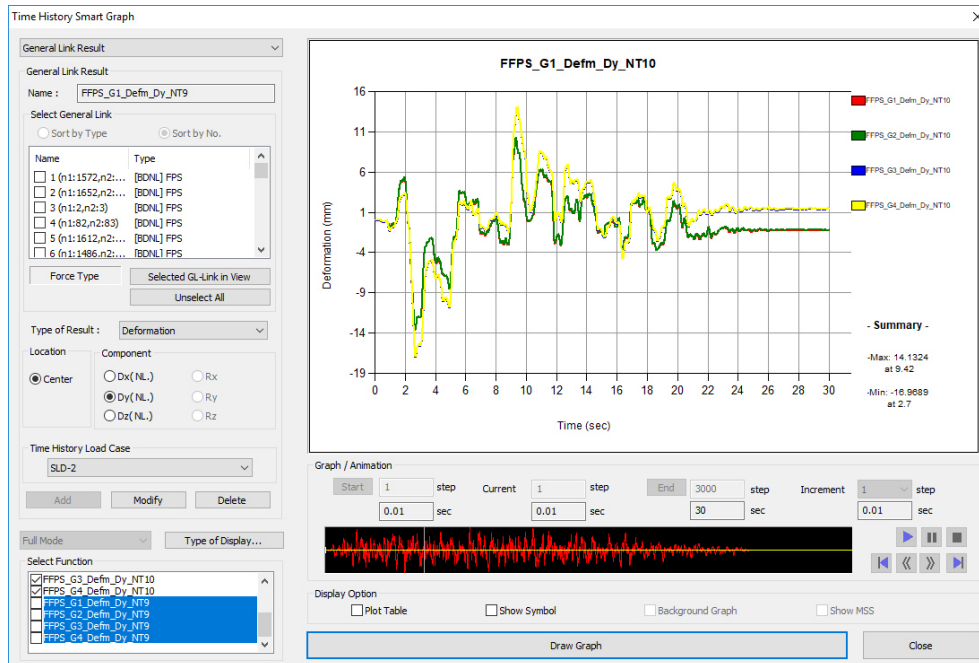 Time History Smart Graph
General Link Result
General Link Result
Name : FFPS_G1_Defm_Dy_NT9
Select General Link
Sort by Type Sort by No.
Name Type
1 (n1:1572,n2:... [BDNL] FPS
2 (n1:1652,n2:... [BDNL] FPS
3 (n1:2,n2:3) [BDNL] FPS
4 (n1:82,n2:83) [BDNL] FPS
5 (n1:1612,n2:... [BDNL] FPS
6 (n1:1486,n2:... [BDNL] FPS
Force Type Selected GL-Link in View
Unselect All
Type of Result : Deformation
Location Component
Center Dx(NL.) Rx
Dy(NL.) Ry
Dz(NL.) Rz
Time History Load Case
SLD-2
Add Modify Delete
Full Mode Type of Display...
Select Function
FFPS_G3_Defm_Dy_NT10
FFPS_G4_Defm_Dy_NT10
FFPS_G1_Defm_Dy_NT9
FFPS_G2_Defm_Dy_NT9
FFPS_G3_Defm_Dy_NT9
FFPS_G4_Defm_Dy_NT9
FFPS_G1_Defm_Dy_NT10
16
11
6
1
-4
-9
-14
-19
Deformation (mm)
0 2 4 6 8 10 12 14 16 18 20 22 24 26 28 30
Time (sec)
FFPS_G1_Defm_Dy_NT10
FFPS_G2_Defm_Dy_NT10
FFPS_G3_Defm_Dy_NT10
FFPS_G4_Defm_Dy_NT10
- Summary -
-Max: 14.1324
at 9.42
-Min: -16.9689
at 2.7
Graph / Animation
Start 1 step Current 1 step End 3000 step Increment 1 step
0.01 sec 0.01 sec 30 sec 0.01 sec
Display Option
Plot Table Show Symbol Background Graph Show MSS
Draw Graph Close